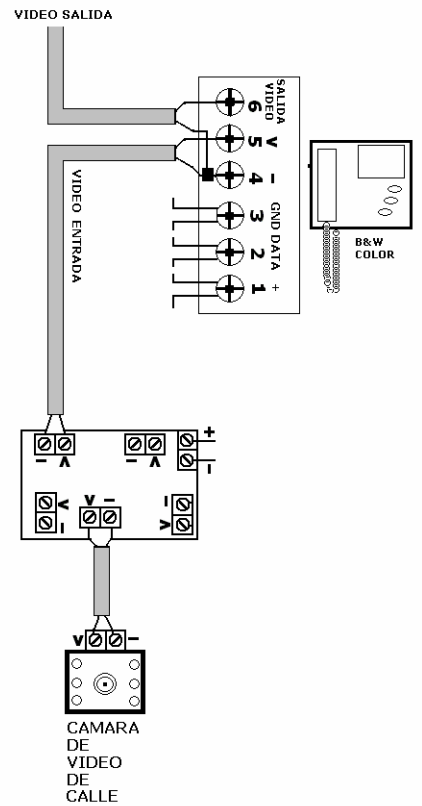 VIDEO SALIDA
SALIDA
VIDEO
6
5 V
4 -
3 GND
2 DATA
1 +
B&W
COLOR
VIDEO ENTRADA
- V
- V
+
-
V
-
V -
-
V
V -
CAMARA
DE
VIDEO
DE
CALLE